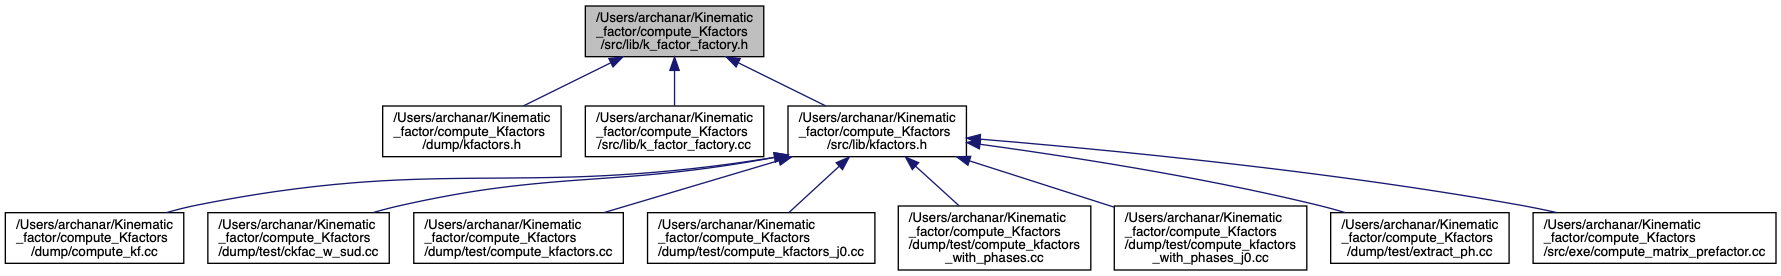 /Users/archanar/Kinematic
_factor/compute_Kfactors
/src/lib/k_factor_factory.h
/Users/archanar/Kinematic
_factor/compute_Kfactors
/dump/kfactors.h
/Users/archanar/Kinematic
_factor/compute_Kfactors
/src/lib/k_factor_factory.cc
/Users/archanar/Kinematic
_factor/compute_Kfactors
/src/lib/kfactors.h
/Users/archanar/Kinematic
_factor/compute_Kfactors
/dump/compute_kf.cc
/Users/archanar/Kinematic
_factor/compute_Kfactors
/dump/test/ckfac_w_sud.cc
/Users/archanar/Kinematic
_factor/compute_Kfactors
/dump/test/compute_kfactors.cc
/Users/archanar/Kinematic
_factor/compute_Kfactors
/dump/test/compute_kfactors_j0.cc
/Users/archanar/Kinematic
_factor/compute_Kfactors
/dump/test/compute_kfactors
_with_phases.cc
/Users/archanar/Kinematic
_factor/compute_Kfactors
/dump/test/compute_kfactors
_with_phases_j0.cc
/Users/archanar/Kinematic
_factor/compute_Kfactors
/dump/test/extract_ph.cc
/Users/archanar/Kinematic
_factor/compute_Kfactors
/src/exe/compute_matrix_prefactor.cc